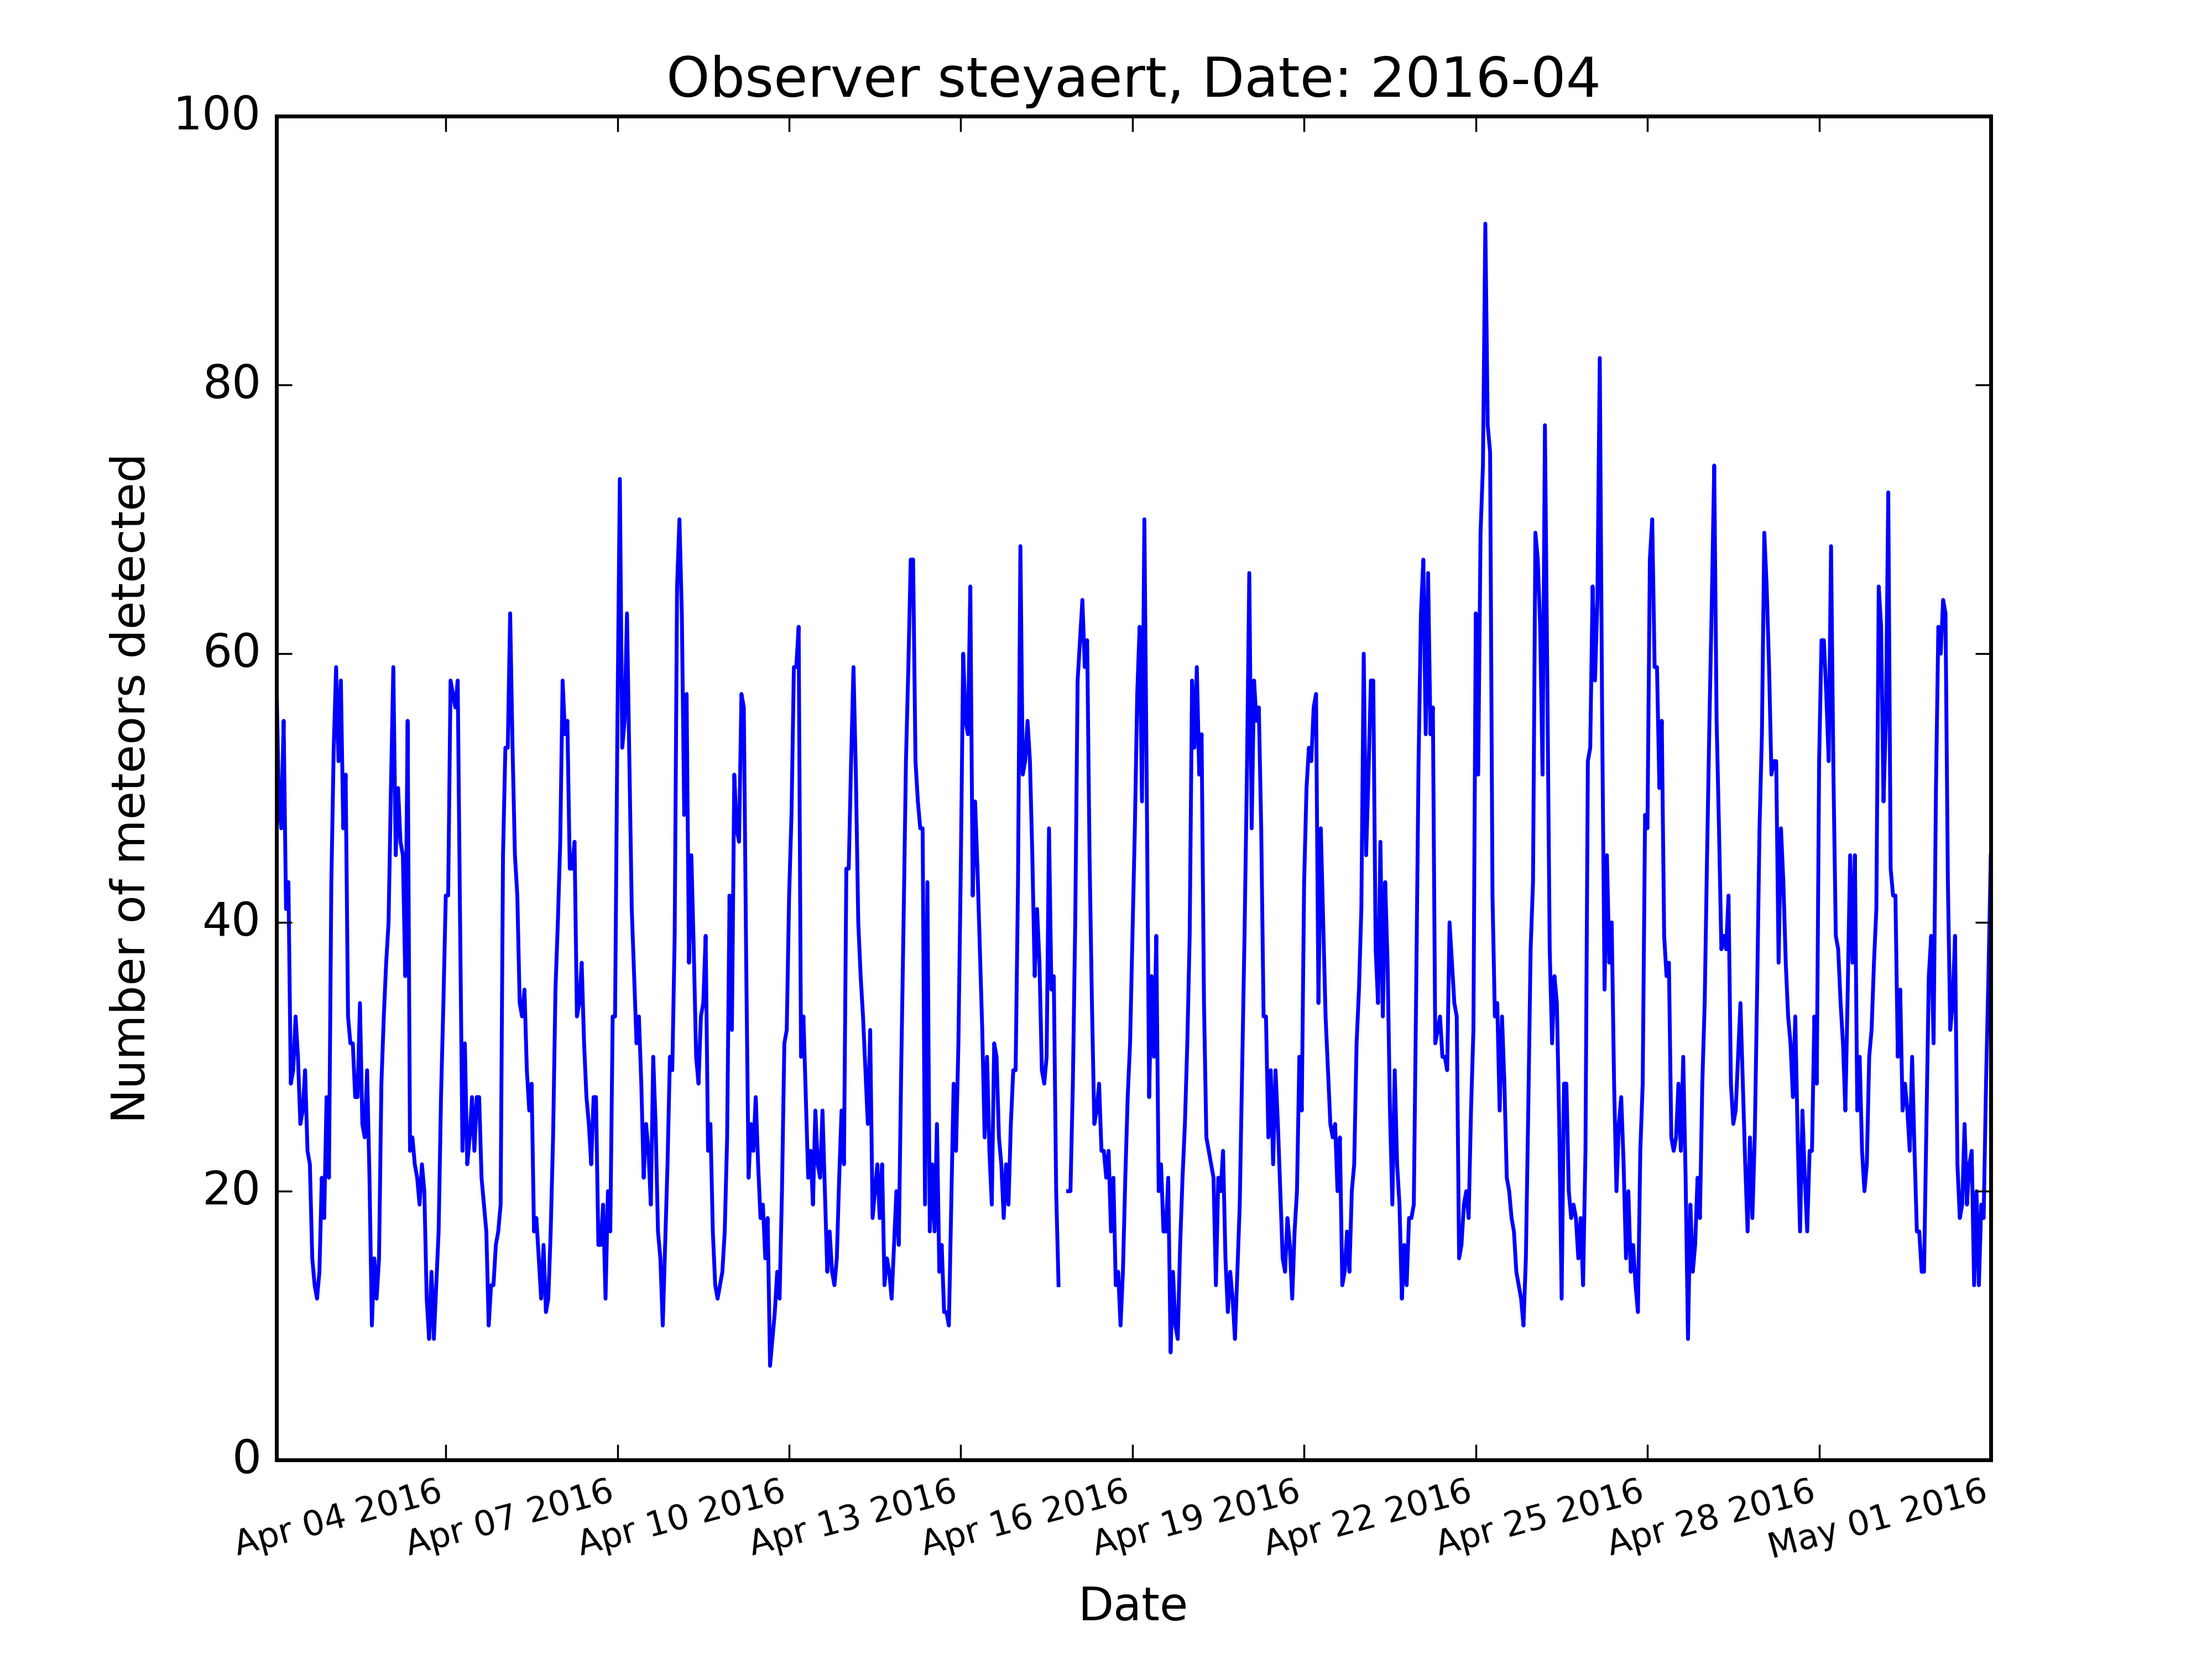 Observer steyaert, Date: 2016-04
100
80
60
40
20
0
Number of meteors detected
Apr 04 2016
Apr 07 2016
Apr 10 2016
Apr 13 2016
Apr 16 2016
Apr 19 2016
Apr 22 2016
Apr 25 2016
Apr 28 2016
May 01 2016
Date